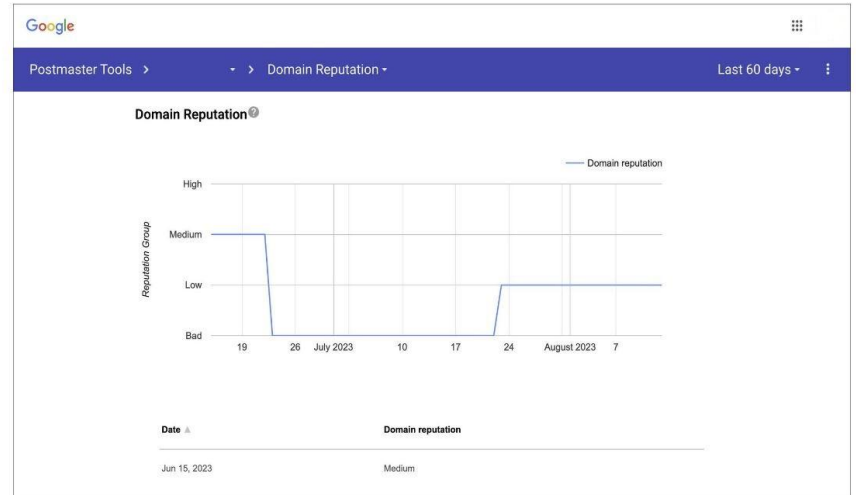 Google
Postmaster Tools > > Domain Reputation Last 60 days
Domain Reputation
Domain reputation
High
Medium
Low
Bad
Reputation Group
19 26 July 2023 10 17 24 August 2023 7
Date Domain reputation
Jun 15, 2023 Medium